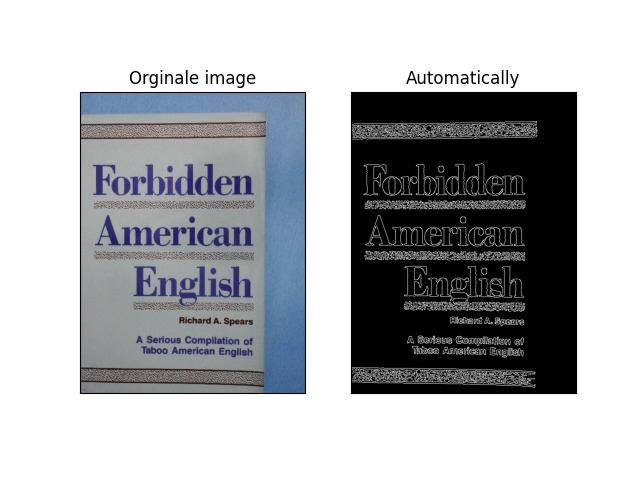 Orginale image
Automatically
Forbidden
American
English
Richard A. Spears
A Serious Compilation of
Taboo American English
Forbidden
American
English
Richard A. Spears
A Serious Compilation of
Taboo American English